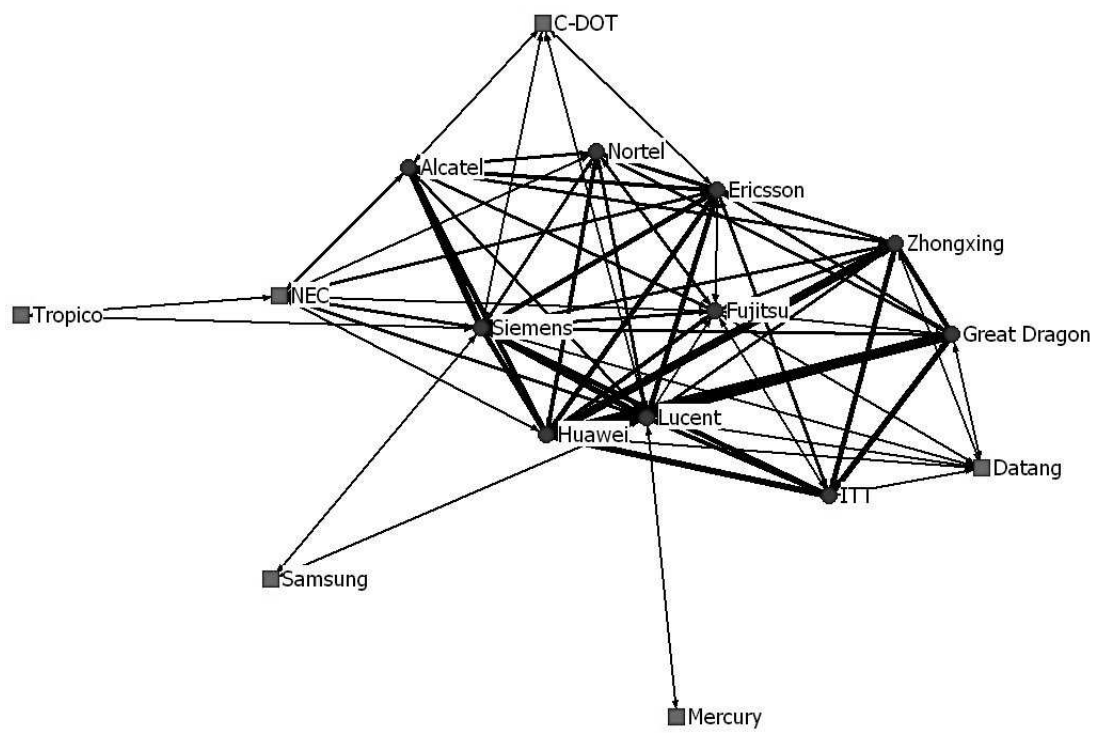 C-DOT
Nortel
Alcatel
Ericsson
Zhongxing
NEC
Tropico
Fujitsu
Siemens
Great Dragon
Lucent
Huawei
Datang
ITT
Samsung
Mercury